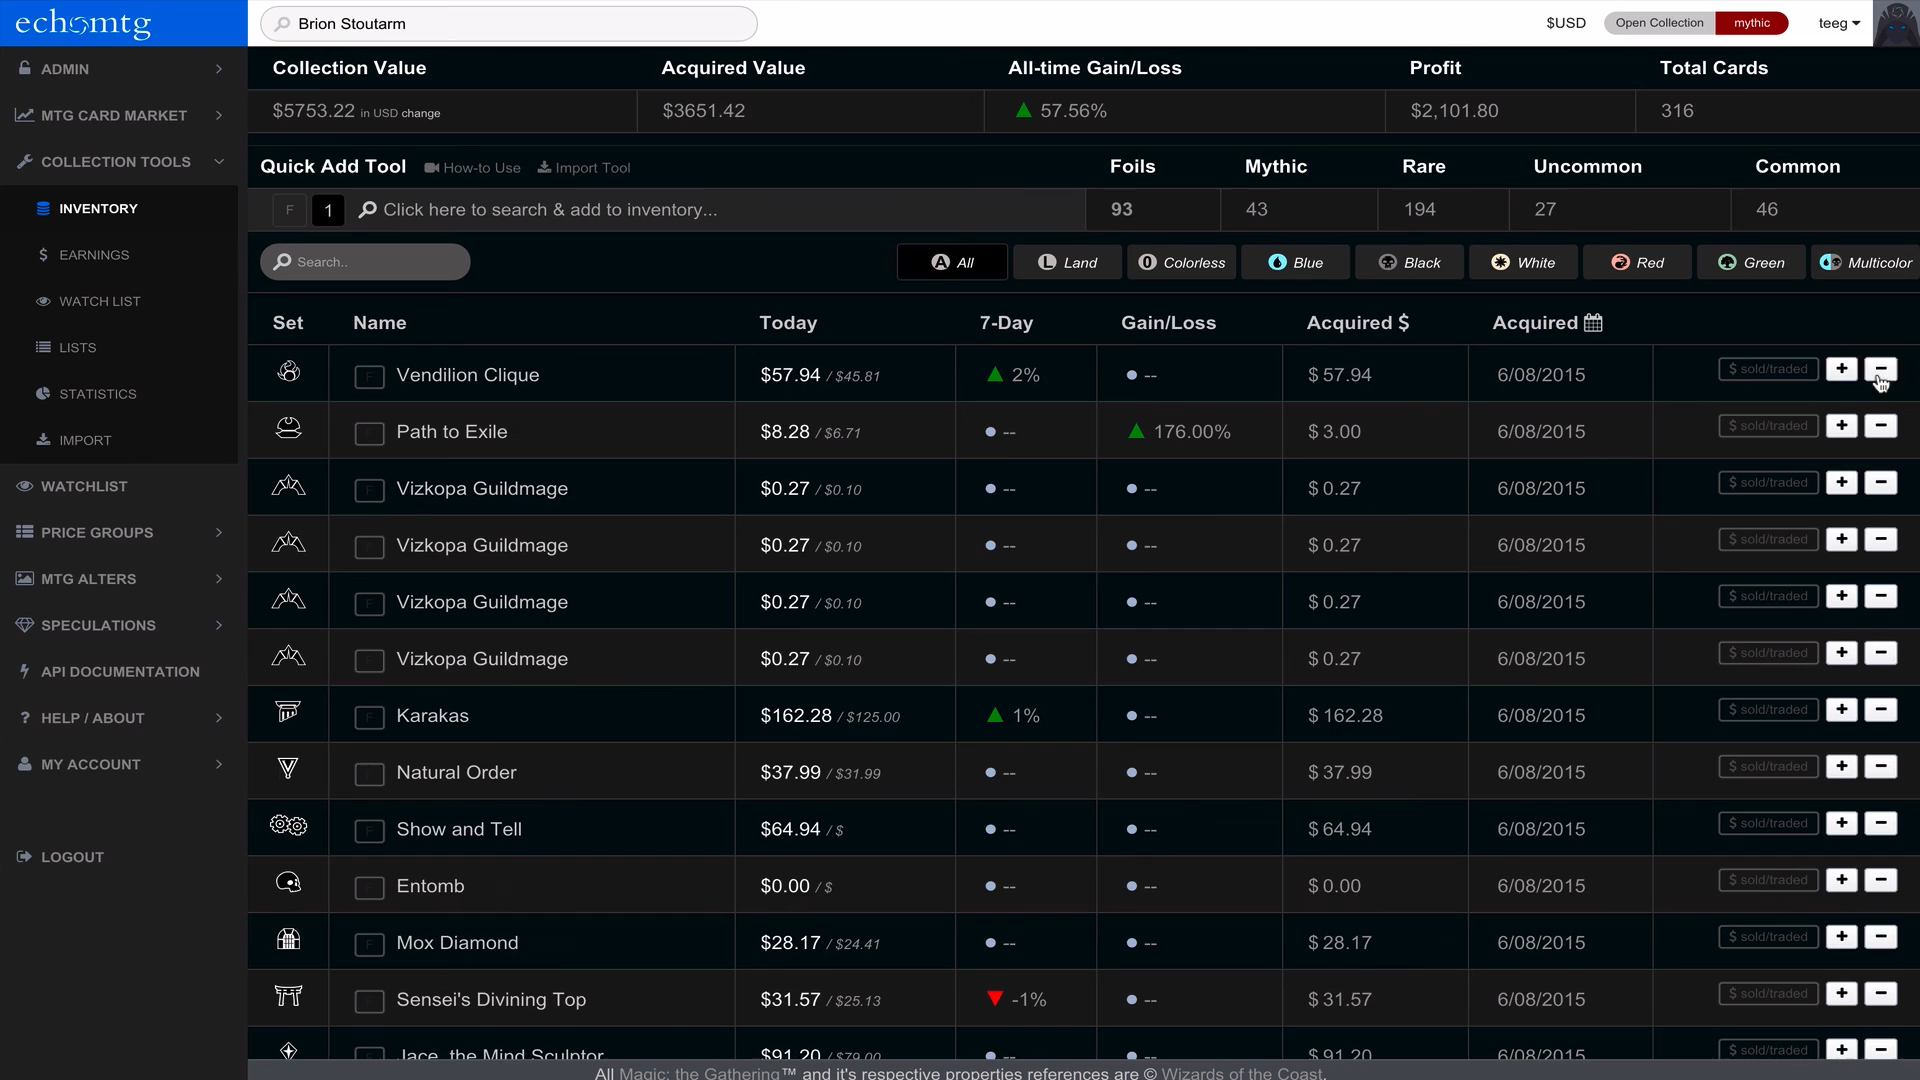 echomtg
Brion Stoutarm
$USD
Open Collection
mythic
teeg
ADMIN
MTG CARD MARKET
COLLECTION TOOLS
INVENTORY
$ EARNINGS
WATCH LIST
LISTS
STATISTICS
IMPORT
WATCHLIST
PRICE GROUPS
MTG ALTERS
SPECULATIONS
API DOCUMENTATION
? HELP / ABOUT
MY ACCOUNT
LOGOUT
Collection Value Acquired Value All-time Gain/Loss Profit Total Cards
$5753.22 in USD change $3651.42 57.56% $2,101.80 316
Quick Add Tool How-to Use Import Tool Foils Mythic Rare Uncommon Common
F 1 Click here to search & add to inventory... 93 43 194 27 46
Search.. A All L Land 0 Colorless Blue Black White Red Green Multicolor
Set Name Today 7-Day Gain/Loss Acquired $ Acquired
F Vendilion Clique $57.94 / $45.81 2% -- $ 57.94 6/08/2015 $ sold/traded + −
F Path to Exile $8.28 / $6.71 -- 176.00% $ 3.00 6/08/2015 $ sold/traded + −
F Vizkopa Guildmage $0.27 / $0.10 -- -- $ 0.27 6/08/2015 $ sold/traded + −
F Vizkopa Guildmage $0.27 / $0.10 -- -- $ 0.27 6/08/2015 $ sold/traded + −
F Vizkopa Guildmage $0.27 / $0.10 -- -- $ 0.27 6/08/2015 $ sold/traded + −
F Vizkopa Guildmage $0.27 / $0.10 -- -- $ 0.27 6/08/2015 $ sold/traded + −
F Karakas $162.28 / $125.00 1% -- $ 162.28 6/08/2015 $ sold/traded + −
F Natural Order $37.99 / $31.99 -- -- $ 37.99 6/08/2015 $ sold/traded + −
F Show and Tell $64.94 / $ -- -- $ 64.94 6/08/2015 $ sold/traded + −
F Entomb $0.00 / $ -- -- $ 0.00 6/08/2015 $ sold/traded + −
F Mox Diamond $28.17 / $24.41 -- -- $ 28.17 6/08/2015 $ sold/traded + −
F Sensei's Divining Top $31.57 / $25.13 -1% -- $ 31.57 6/08/2015 $ sold/traded + −
F Jace, the Mind Sculptor $91.20 / $79.00 -- -- $ 91.20 6/08/2015 $ sold/traded + −
All Magic: the Gathering™ and it's respective properties references are © Wizards of the Coast.